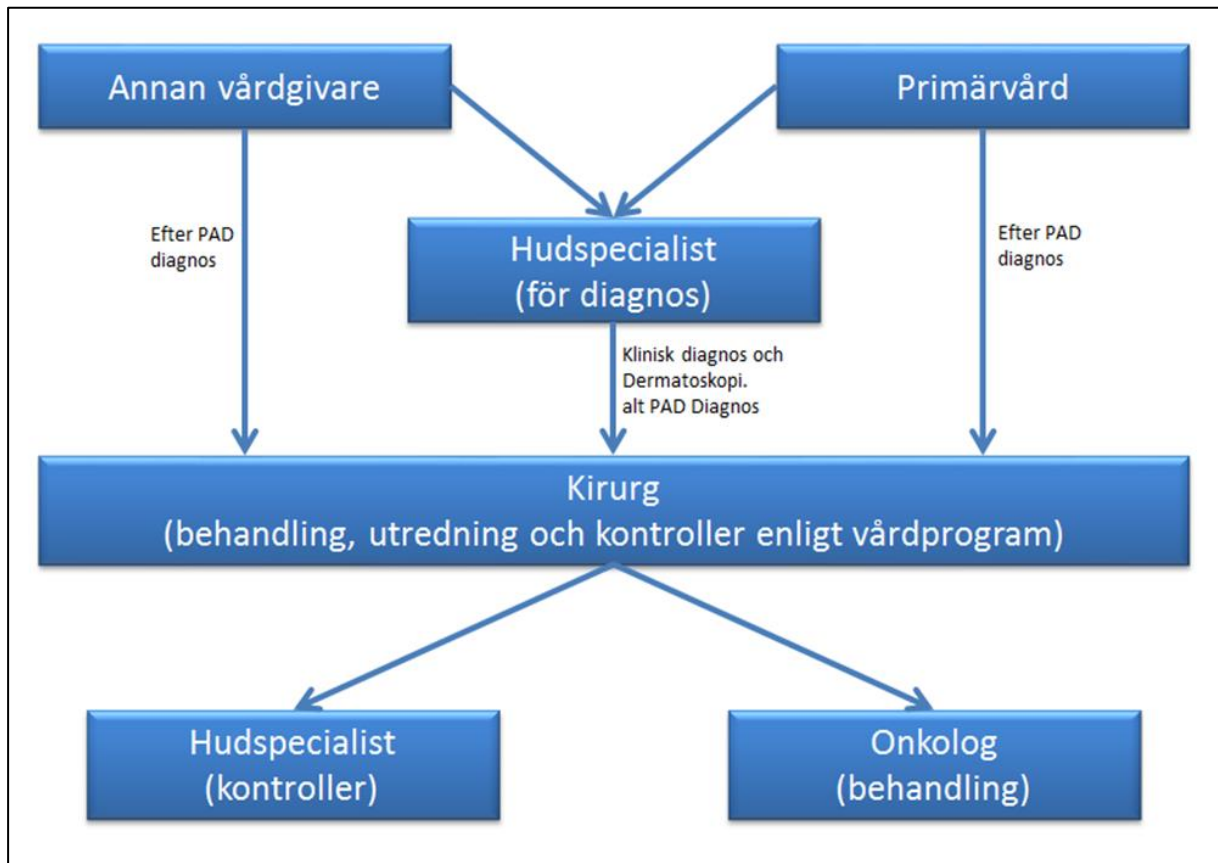 Annan vårdgivare
Primärvård
Efter PAD
diagnos
Hudspecialist
(för diagnos)
Efter PAD
diagnos
Klinisk diagnos och
Dermatoskopi.
alt PAD Diagnos
Kirurg
(behandling, utredning och kontroller enligt vårdprogram)
Hudspecialist
(kontroller)
Onkolog
(behandling)